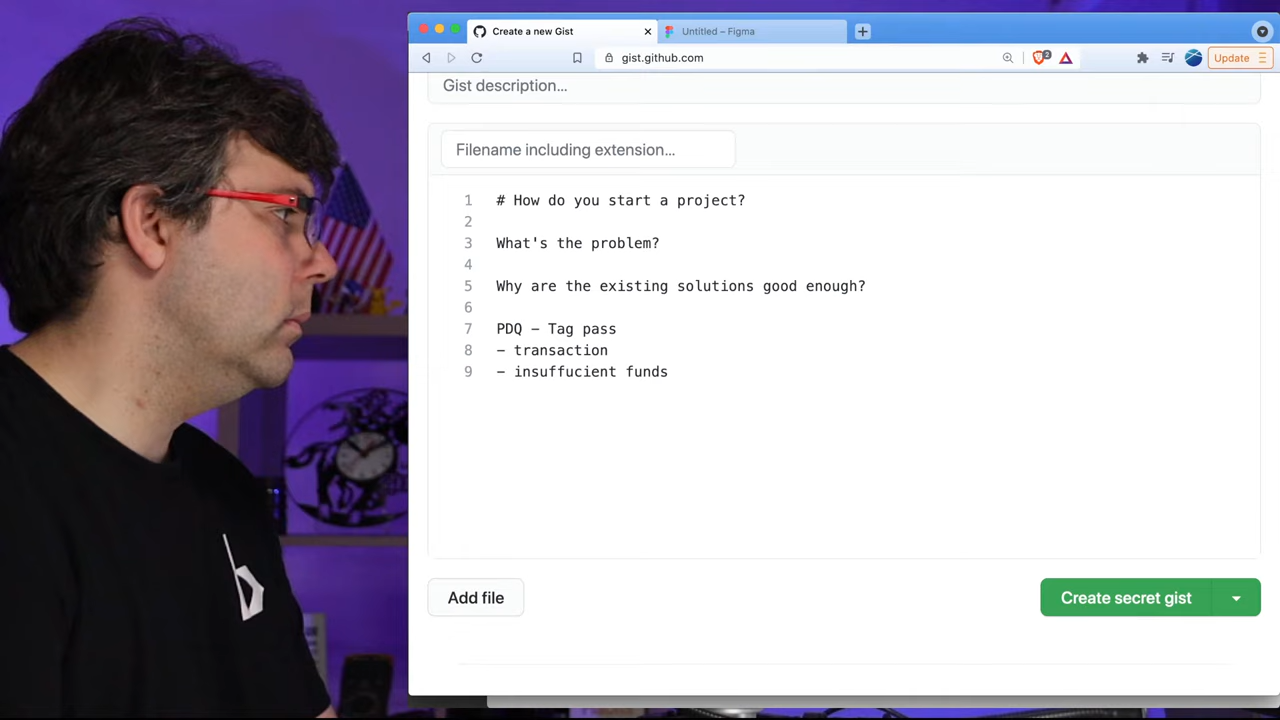 Create a new Gist
Untitled – Figma
gist.github.com
2
Update
Gist description...
Filename including extension...
1 # How do you start a project?
2
3 What's the problem?
4
5 Why are the existing solutions good enough?
6
7 PDQ – Tag pass
8 – transaction
9 – insuffucient funds
Add file
Create secret gist
b